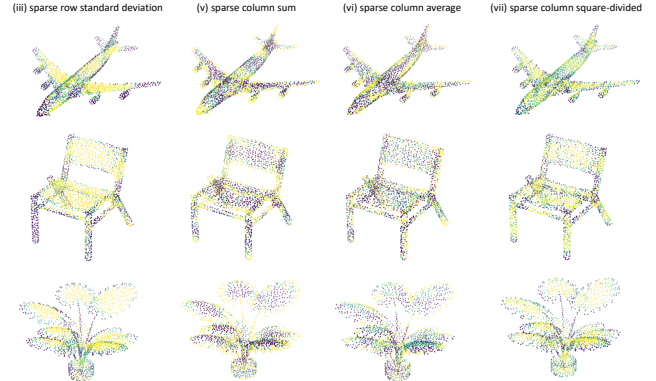 (iii) sparse row standard deviation (v) sparse column sum (vi) sparse column average (vii) sparse column square-divided